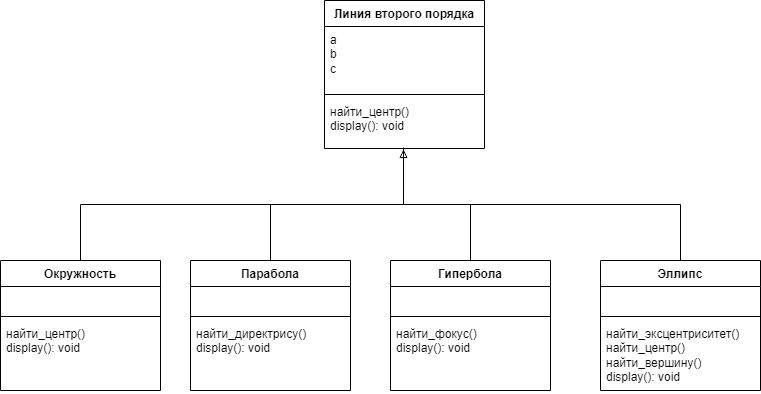 Линия второго порядка
a
b
c
найти_центр()
display(): void
Окружность
найти_центр()
display(): void
Парабола
найти_директрису()
display(): void
Гипербола
найти_фокус()
display(): void
Эллипс
найти_эксцентриситет()
найти_центр()
найти_вершину()
display(): void